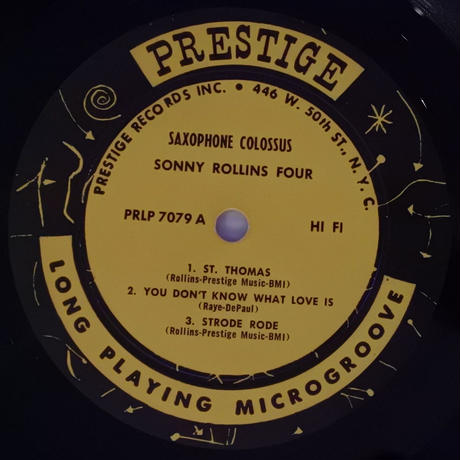 PRESTIGE
PRESTIGE RECORDS INC. • 446 W. 50th ST., N. Y. C.
SAXOPHONE COLOSSUS
SONNY ROLLINS FOUR
PRLP 7079 A
HI FI
1. ST. THOMAS
(Rollins-Prestige Music-BMI)
2. YOU DON'T KNOW WHAT LOVE IS
(Raye-DePaul)
3. STRODE RODE
(Rollins-Prestige Music-BMI)
LONG PLAYING MICROGROOVE